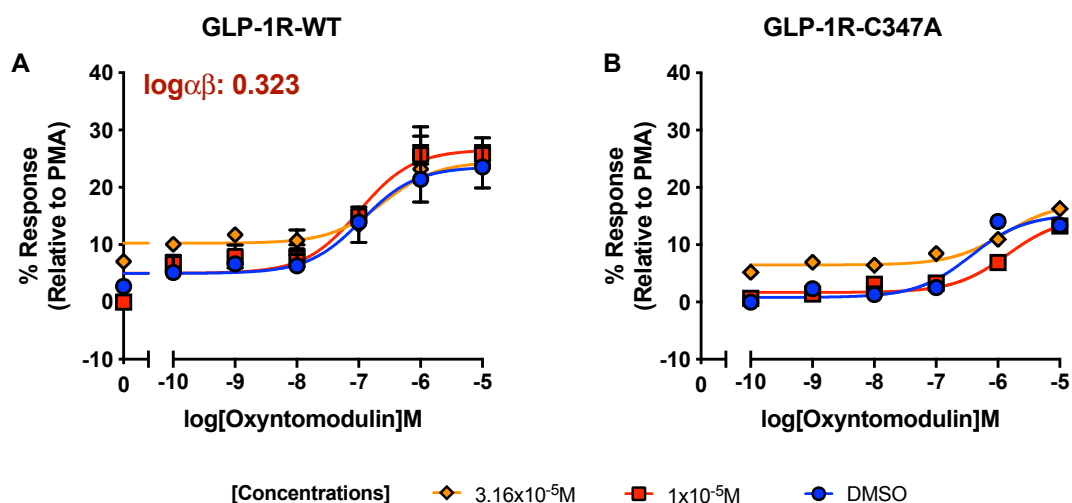 GLP-1R-WT
GLP-1R-C347A
A
B
logαβ: 0.323
% Response
(Relative to PMA)
40
30
20
10
0
-10
0
-10
-9
-8
-7
-6
-5
log[Oxyntomodulin]M
% Response
(Relative to PMA)
40
30
20
10
0
-10
0
-10
-9
-8
-7
-6
-5
log[Oxyntomodulin]M
[Concentrations] 3.16x10⁻⁵M 1x10⁻⁵M DMSO